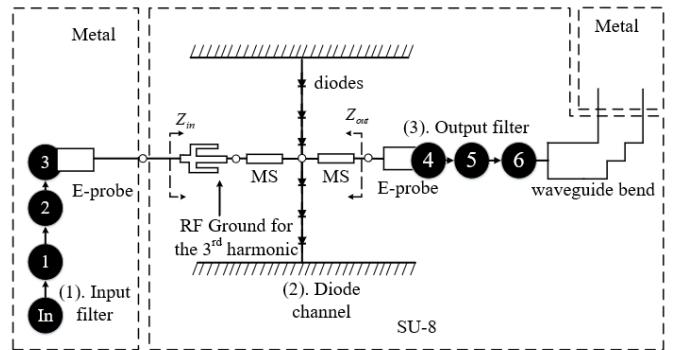 Metal
Metal
diodes
Z_in
Z_out
(3). Output filter
3
4
5
6
E-probe
MS
MS
E-probe
waveguide bend
2
RF Ground for
the 3rd harmonic
1
(1). Input
filter
In
(2). Diode
channel
SU-8